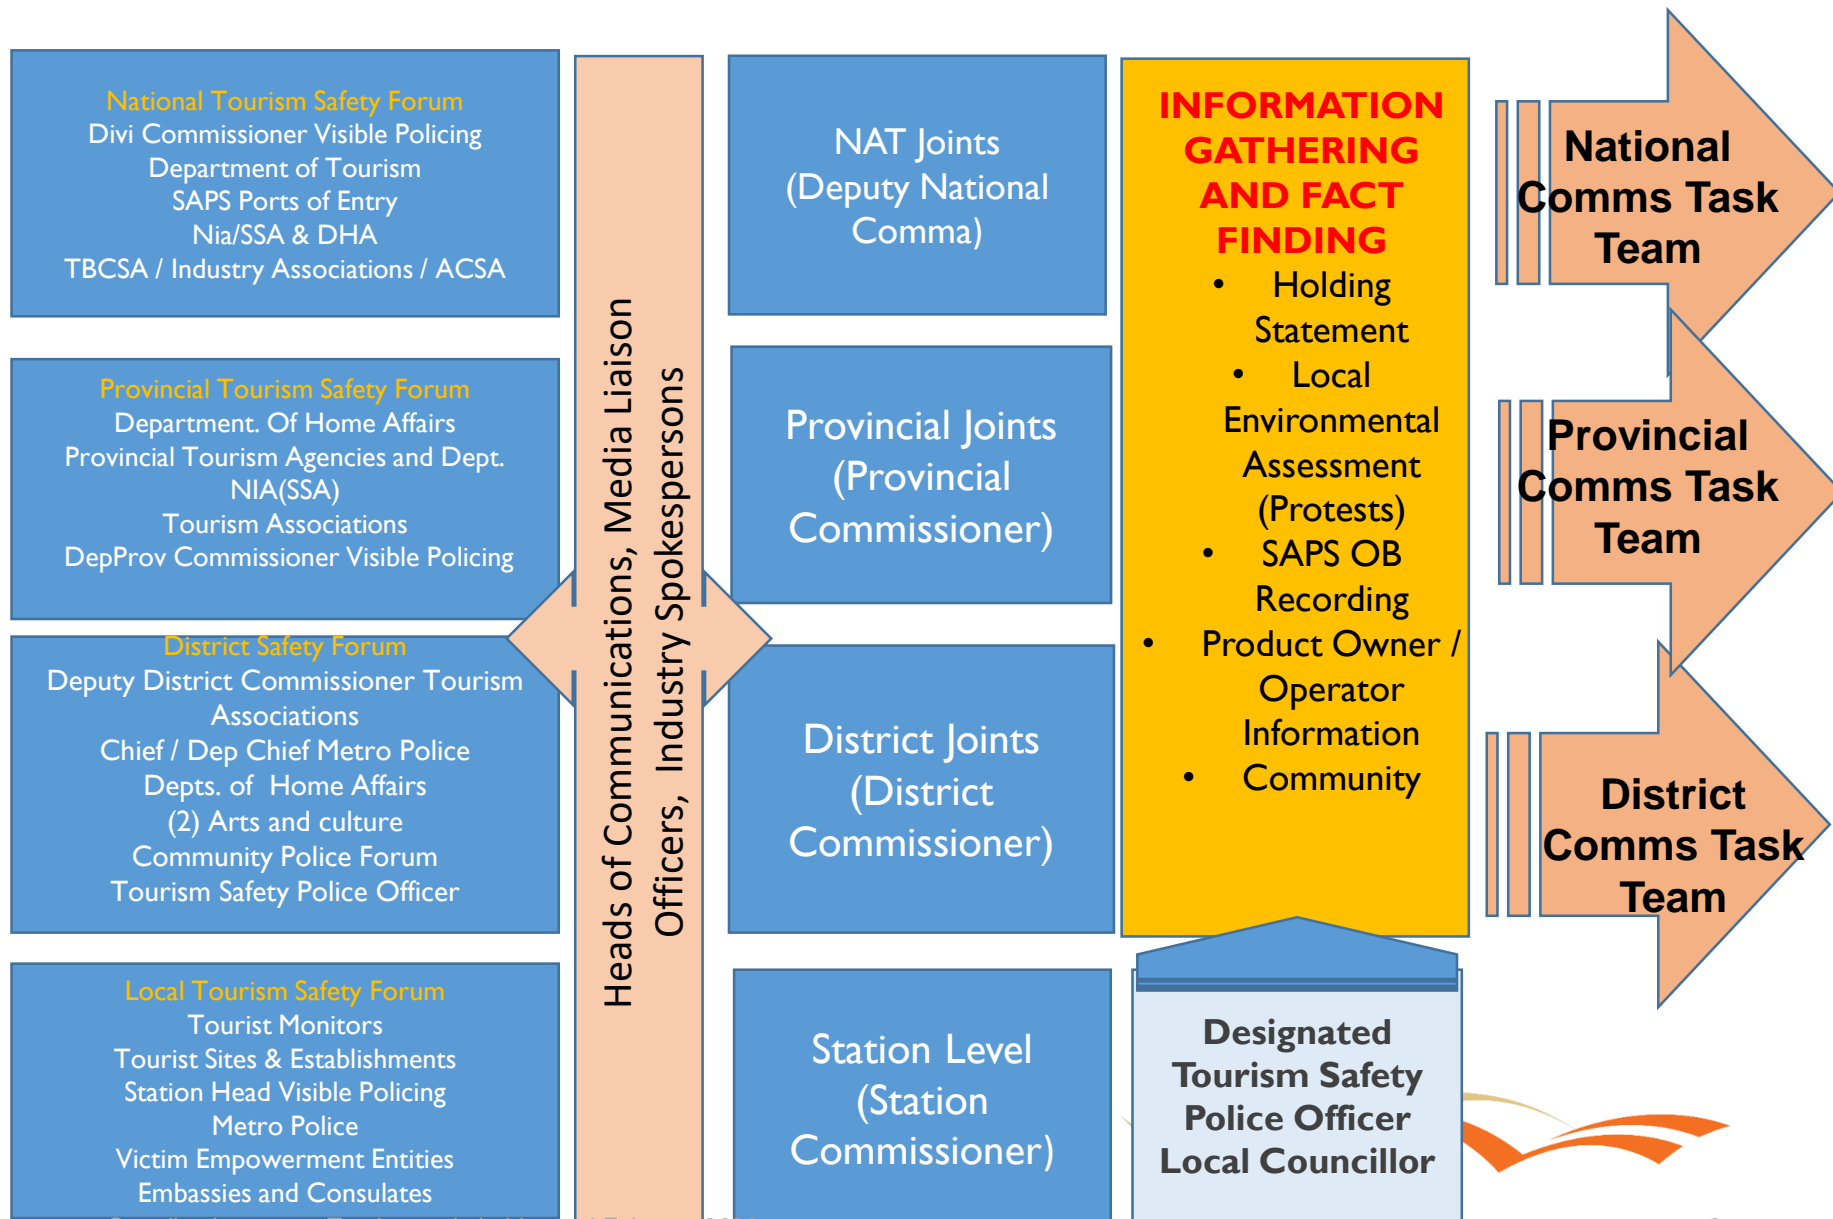 National Tourism Safety Forum
Divi Commissioner Visible Policing
Department of Tourism
SAPS Ports of Entry
Nia/SSA & DHA
TBCSA / Industry Associations / ACSA
Provincial Tourism Safety Forum
Department. Of Home Affairs
Provincial Tourism Agencies and Dept.
NIA(SSA)
Tourism Associations
DepProv Commissioner Visible Policing
District Safety Forum
Deputy District Commissioner Tourism
Associations
Chief / Dep Chief Metro Police
Depts. of Home Affairs
(2) Arts and culture
Community Police Forum
Tourism Safety Police Officer
Local Tourism Safety Forum
Tourist Monitors
Tourist Sites & Establishments
Station Head Visible Policing
Metro Police
Victim Empowerment Entities
Embassies and Consulates
Heads of Communications, Media Liaison
Officers, Industry Spokespersons
NAT Joints
(Deputy National
Comma)
Provincial Joints
(Provincial
Commissioner)
District Joints
(District
Commissioner)
Station Level
(Station
Commissioner)
INFORMATION
GATHERING
AND FACT
FINDING
• Holding
Statement
• Local
Environmental
Assessment
(Protests)
• SAPS OB
Recording
• Product Owner /
Operator
Information
• Community
Designated
Tourism Safety
Police Officer
Local Councillor
National
Comms Task
Team
Provincial
Comms Task
Team
District
Comms Task
Team